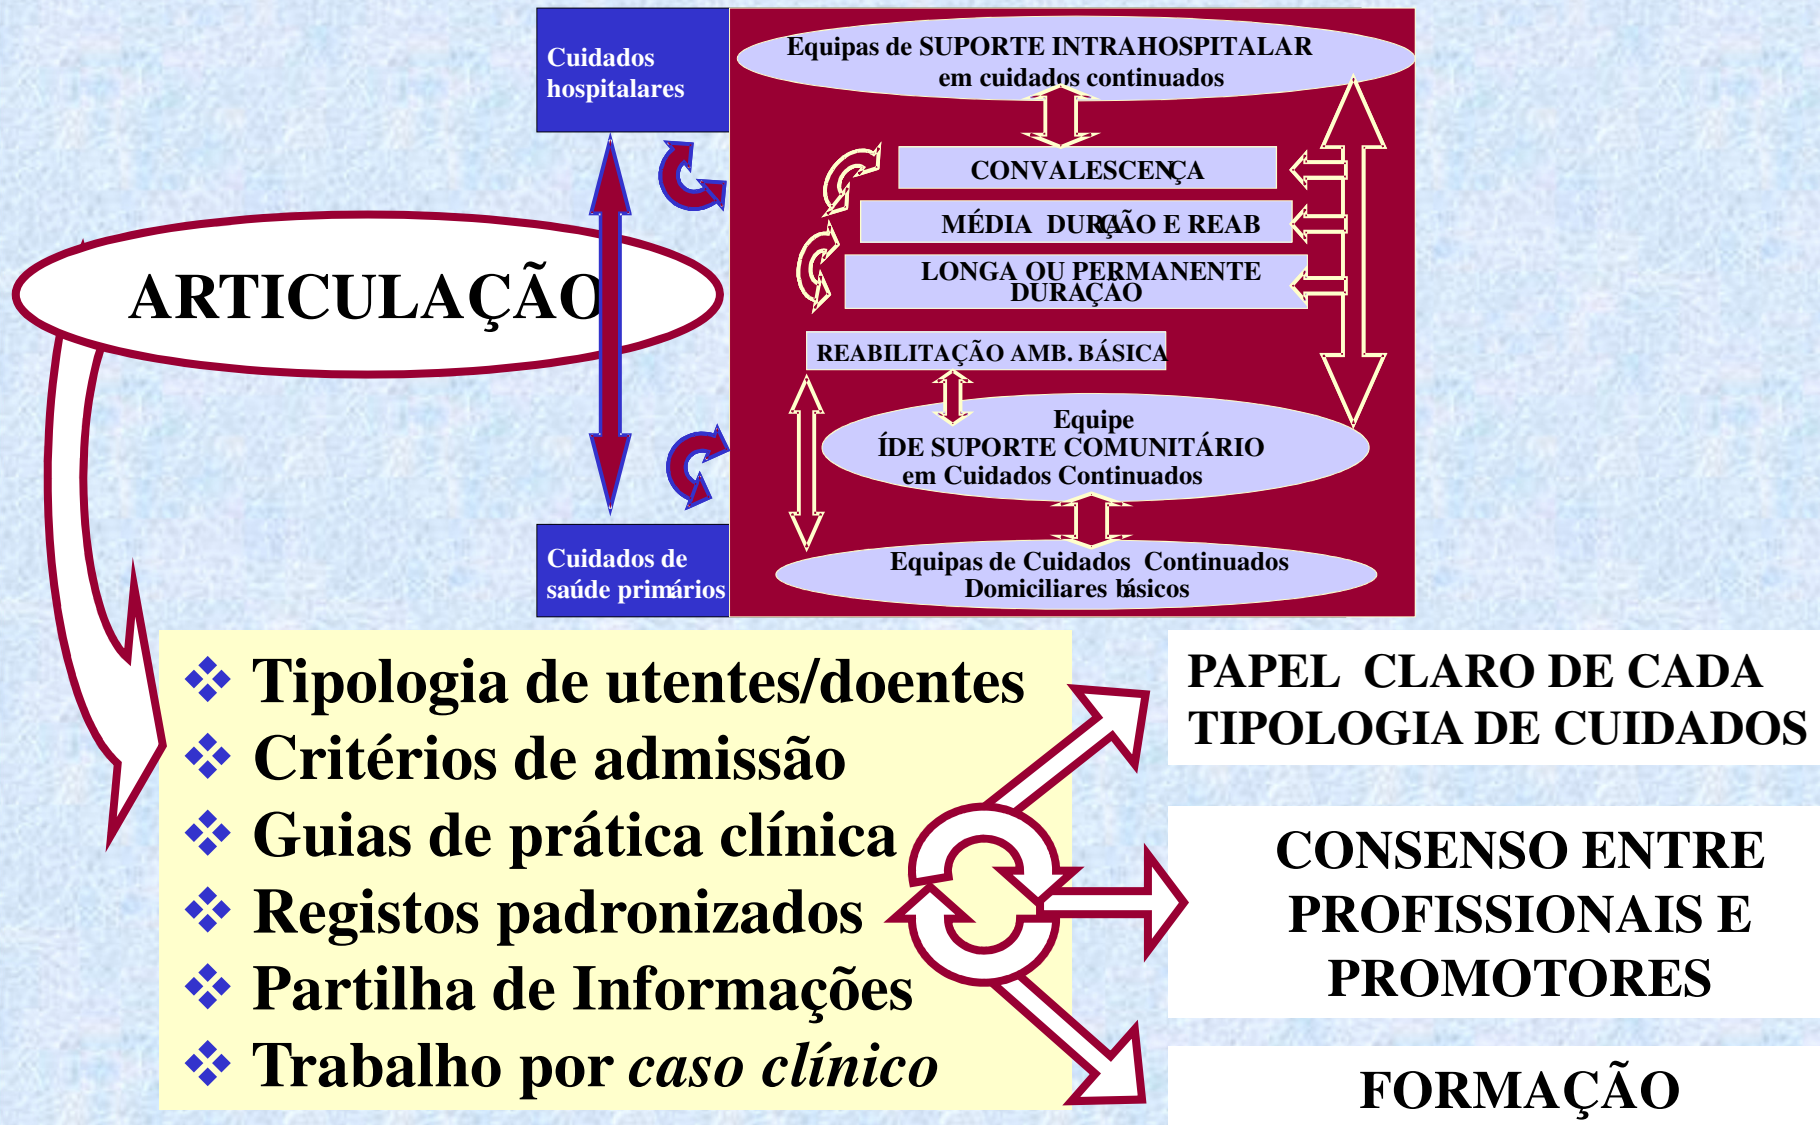 Cuidados
hospitalares
Equipas de SUPORTE INTRAHOSPITALAR
em cuidados continuados
CONVALESCENÇA
MÉDIA DURAÇÃO E REAB
LONGA OU PERMANENTE
DURAÇÃO
REABILITAÇÃO AMB. BÁSICA
Equipe
ÍDE SUPORTE COMUNITÁRIO
em Cuidados Continuados
Cuidados de
saúde primários
Equipas de Cuidados Continuados
Domiciliares básicos
ARTICULAÇÃO
Tipologia de utentes/doentes
Critérios de admissão
Guias de prática clínica
Registos padronizados
Partilha de Informações
Trabalho por caso clínico
PAPEL CLARO DE CADA
TIPOLOGIA DE CUIDADOS
CONSENSO ENTRE
PROFISSIONAIS E
PROMOTORES
FORMAÇÃO